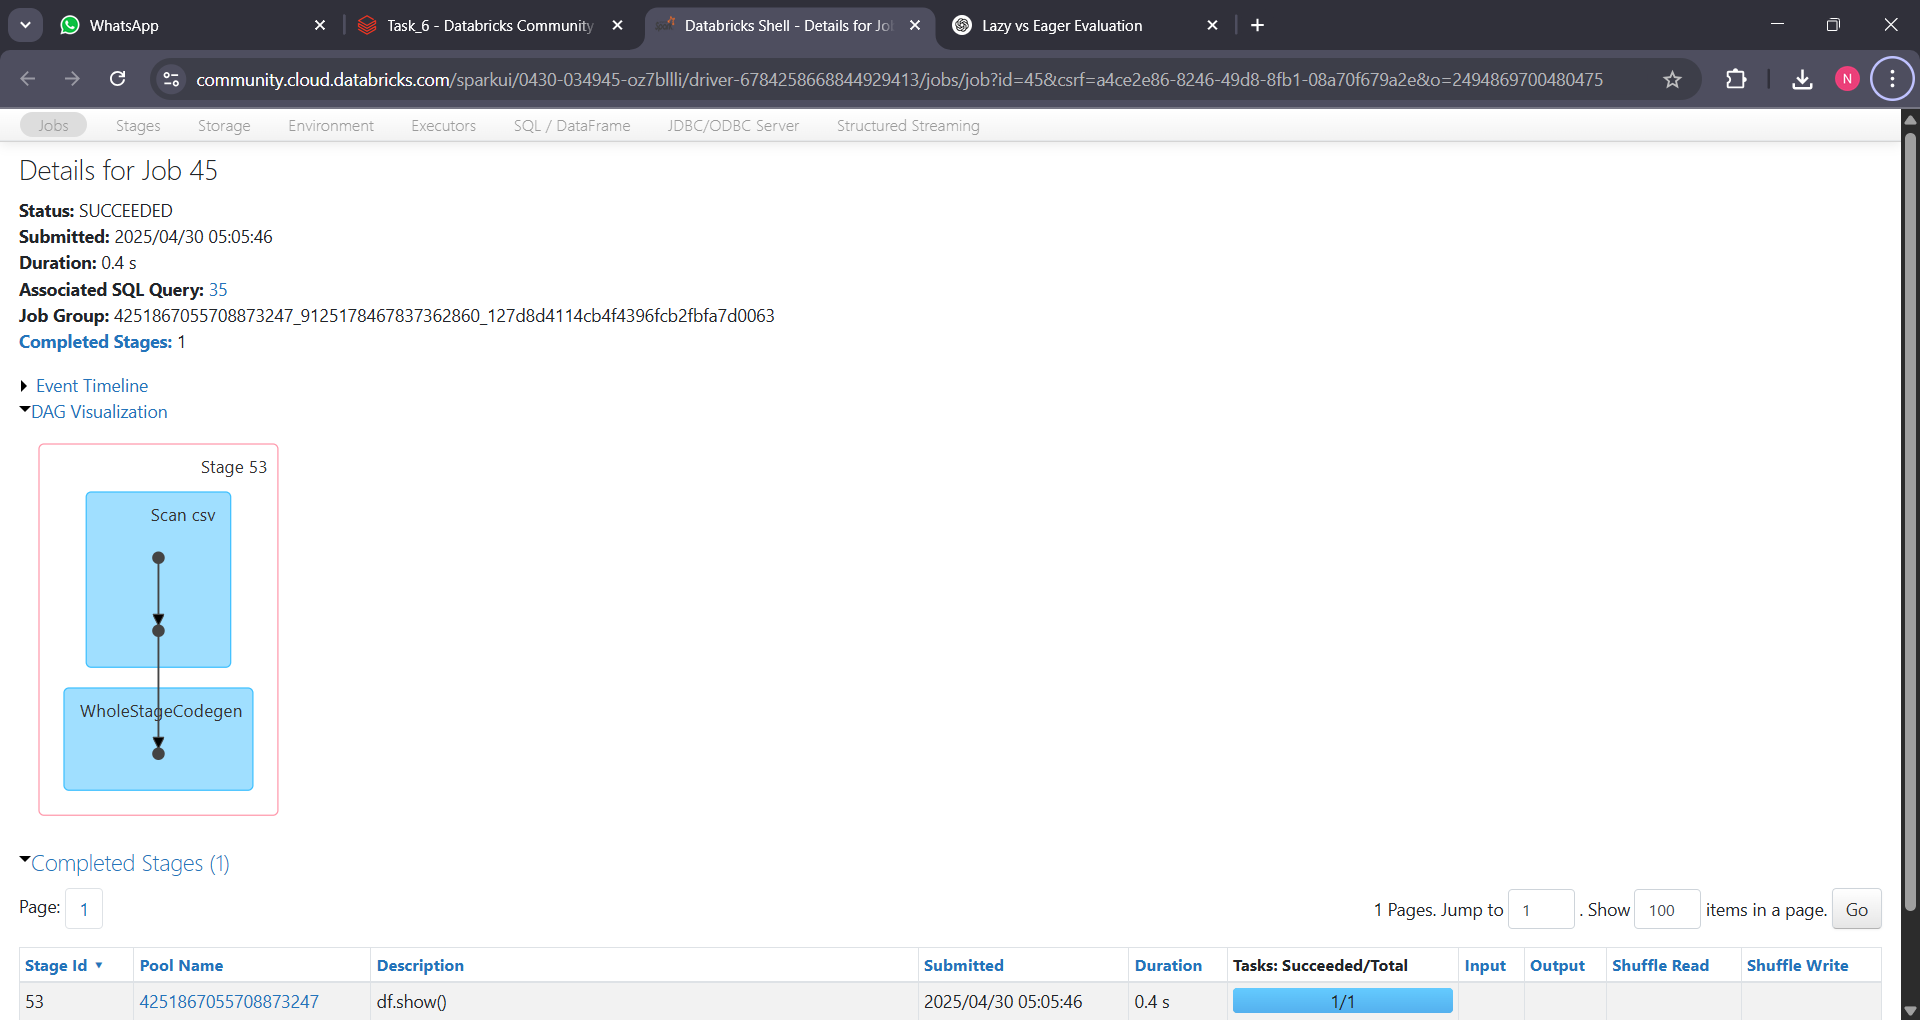 WhatsApp
Task_6 - Databricks Community
Databricks Shell - Details for Jo
Lazy vs Eager Evaluation
community.cloud.databricks.com/sparkui/0430-034945-oz7bllli/driver-6784258668844929413/jobs/job?id=45&csrf=a4ce2e86-8246-49d8-8fb1-08a70f679a2e&o=2494869700480475
N
Jobs Stages Storage Environment Executors SQL / DataFrame JDBC/ODBC Server Structured Streaming
Details for Job 45
Status: SUCCEEDED
Submitted: 2025/04/30 05:05:46
Duration: 0.4 s
Associated SQL Query: 35
Job Group: 4251867055708873247_9125178467837362860_127d8d4114cb4f4396fcb2fbfa7d0063
Completed Stages: 1
Event Timeline
DAG Visualization
Stage 53
Scan csv
WholeStageCodegen
Completed Stages (1)
Page: 1
1 Pages. Jump to 1 . Show 100 items in a page. Go
Stage Id Pool Name Description Submitted Duration Tasks: Succeeded/Total Input Output Shuffle Read Shuffle Write
53 4251867055708873247 df.show() 2025/04/30 05:05:46 0.4 s 1/1